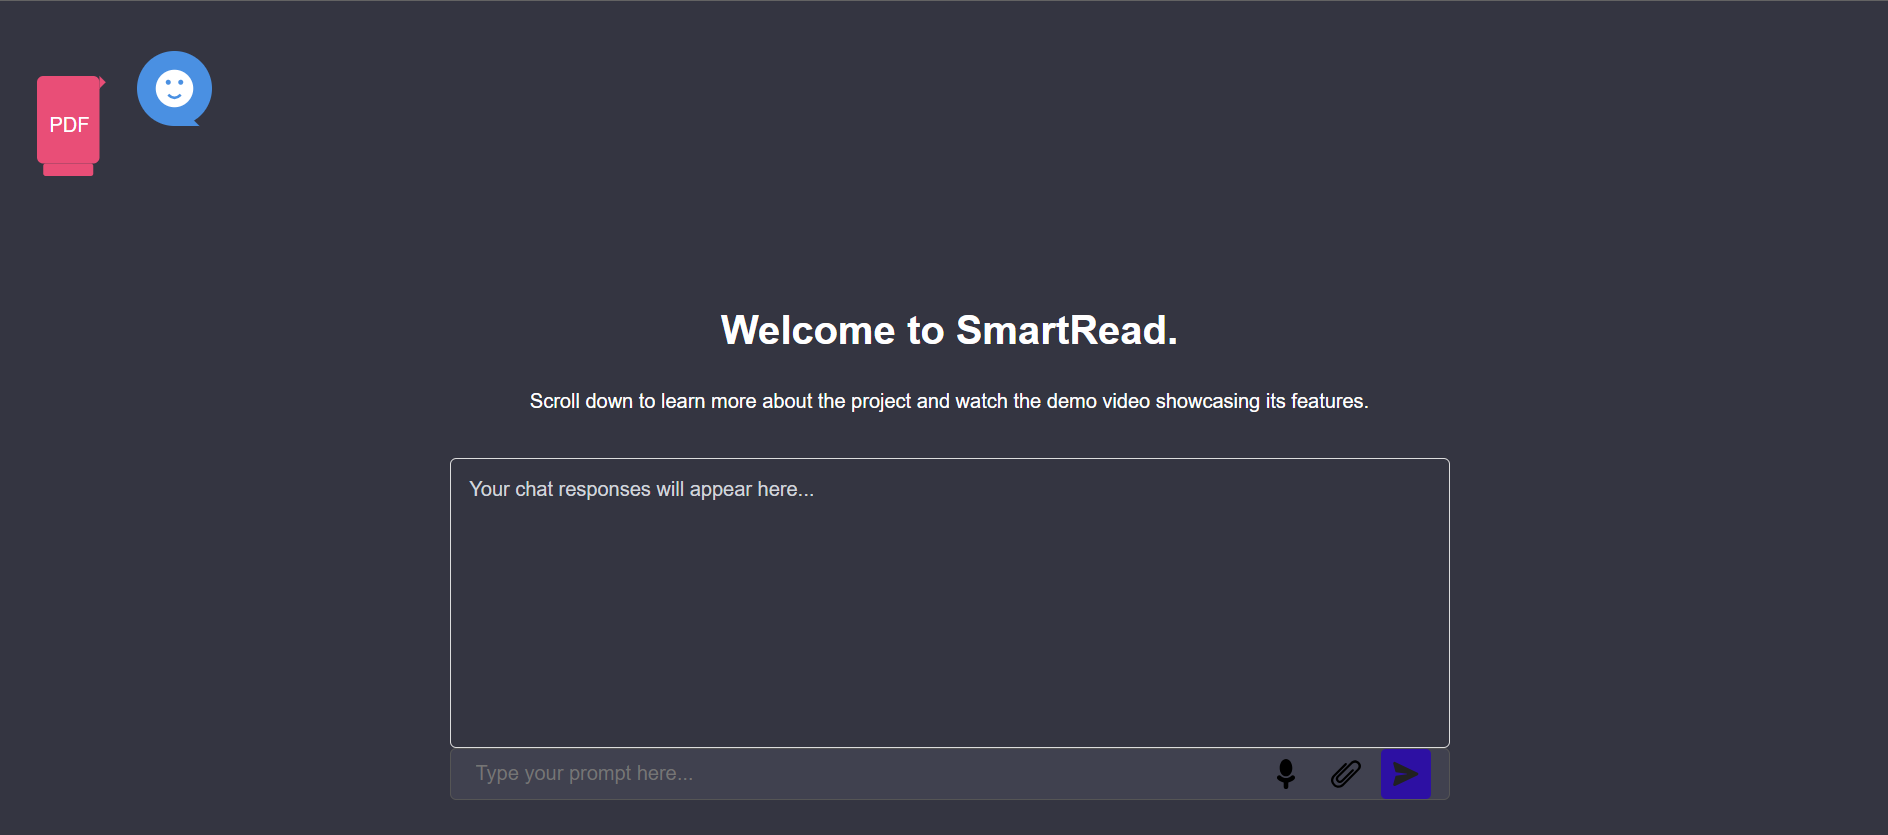 PDF
Welcome to SmartRead.
Scroll down to learn more about the project and watch the demo video showcasing its features.
Your chat responses will appear here...
Type your prompt here...